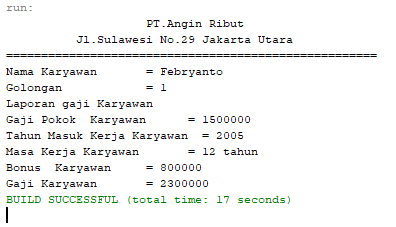 run:
PT.Angin Ribut
Jl.Sulawesi No.29 Jakarta Utara
=====================================================
Nama Karyawan       = Febryanto
Golongan            = 1
Laporan gaji Karyawan
Gaji Pokok  Karyawan      = 1500000
Tahun Masuk Kerja Karyawan  = 2005
Masa Kerja Karyawan       = 12 tahun
Bonus  Karyawan     = 800000
Gaji Karyawan       = 2300000
BUILD SUCCESSFUL (total time: 17 seconds)